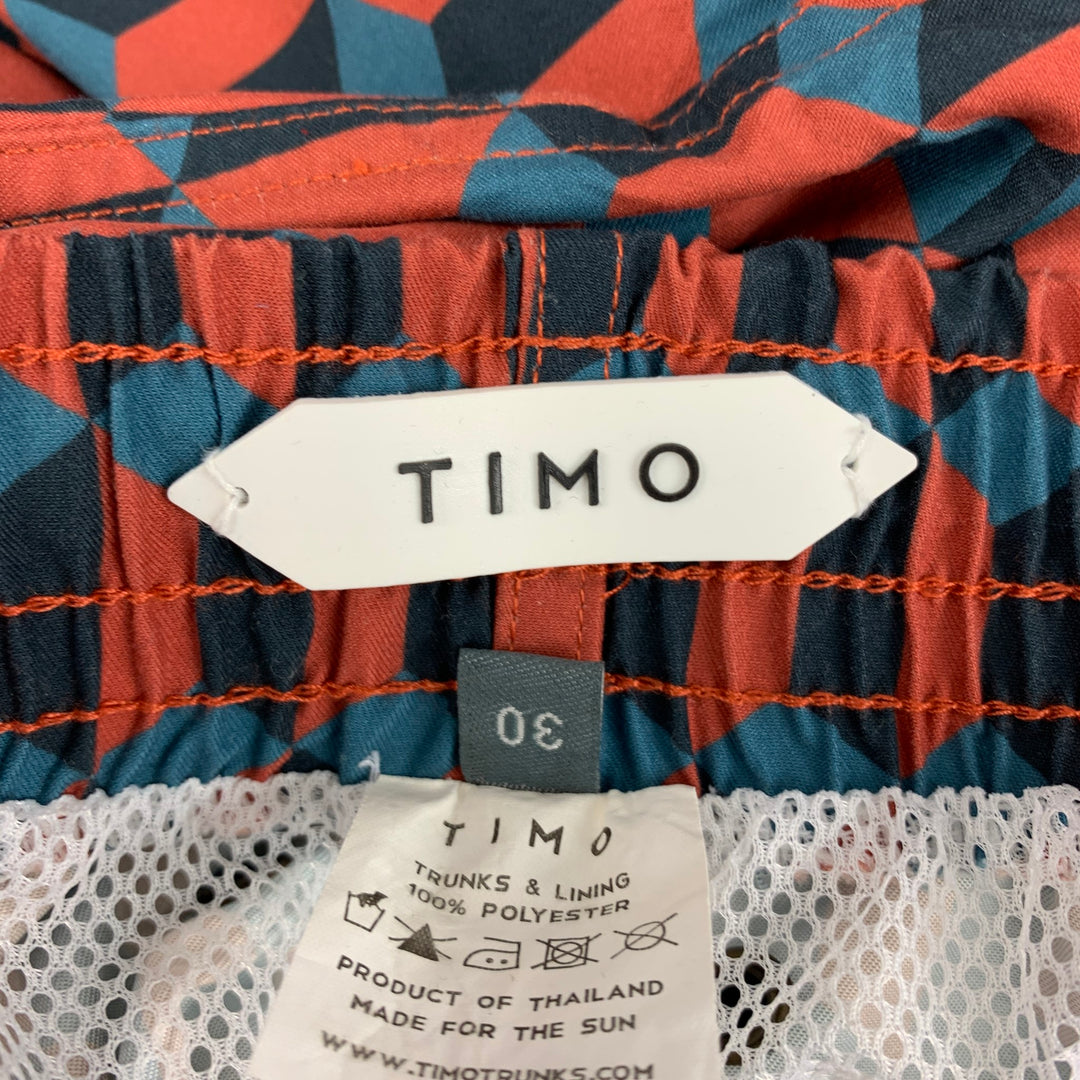 TIMO
30
TIMO
TRUNKS & LINING
100% POLYESTER
PRODUCT OF THAILAND
MADE FOR THE SUN
WWW.TIMOTRUNKS.COM